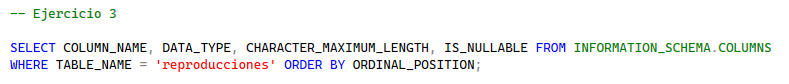 -- Ejercicio 3
SELECT COLUMN_NAME, DATA_TYPE, CHARACTER_MAXIMUM_LENGTH, IS_NULLABLE FROM INFORMATION_SCHEMA.COLUMNS
WHERE TABLE_NAME = 'reproducciones' ORDER BY ORDINAL_POSITION;